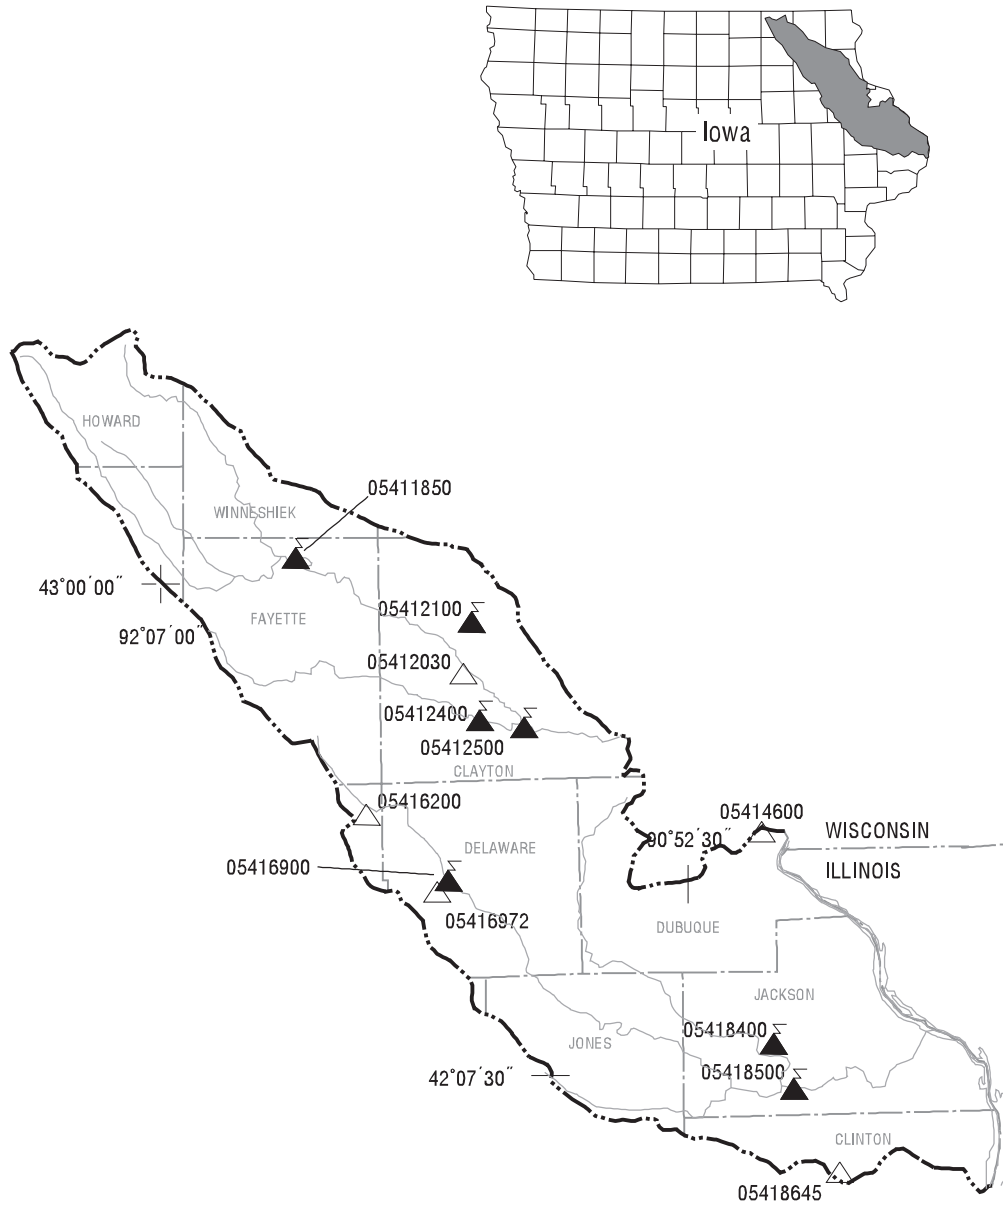 Iowa
HOWARD
05411850
WINNESHIEK
43°00'00"
05412100
FAYETTE
92°07'00"
05412030
05412400
05412500
CLAYTON
05416200
05414600
WISCONSIN
90°52'30"
DELAWARE
05416900
ILLINOIS
05416972
DUBUQUE
JACKSON
05418400
JONES
05418500
42°07'30"
CLINTON
05418645